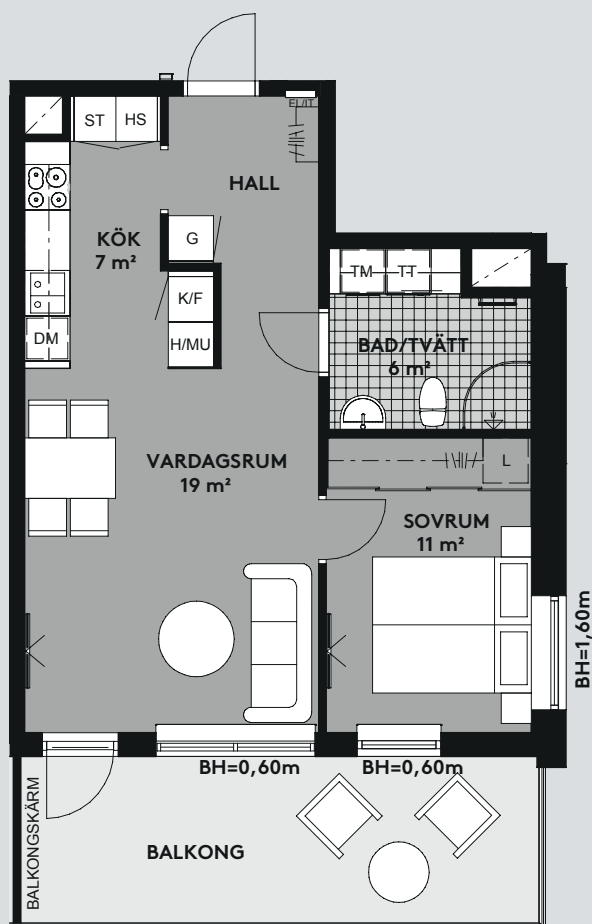 EL/IT
ST HS
HALL
KÖK
7 m²
G
K/F
H/MU
DM
TM TT
BAD/TVÄTT
6 m²
VARDAGSRUM
19 m²
L
SOVRUM
11 m²
BH=1,60m
BH=0,60m
BH=0,60m
BALKONGSKÄRM
BALKONG